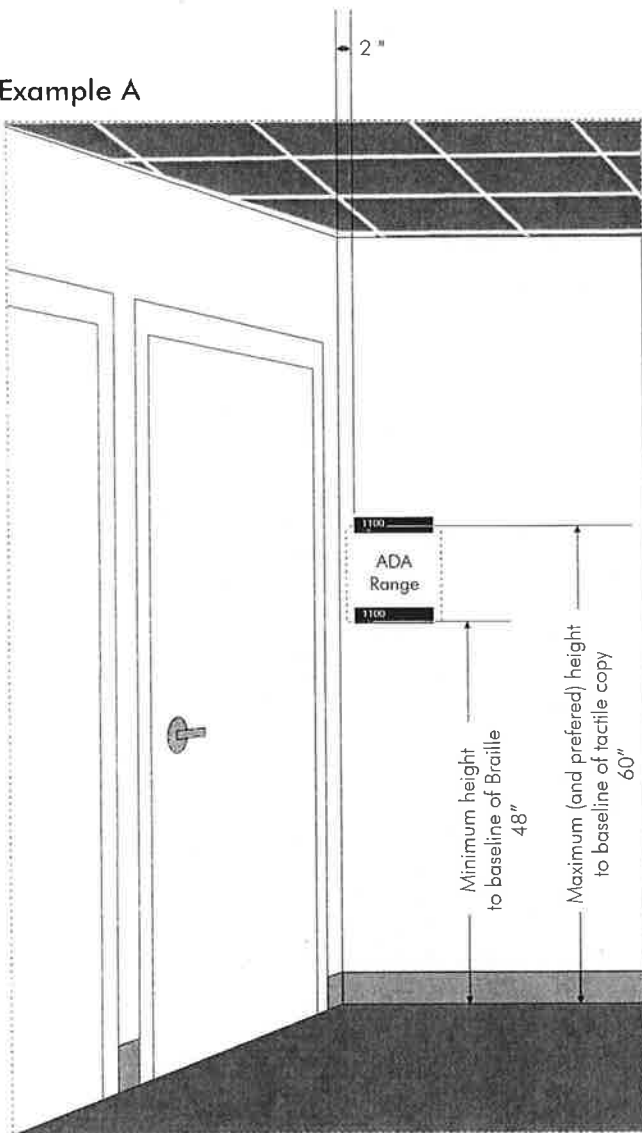 2"
Example A
1100
ADA
Range
1100
Minimum height
to baseline of Braille
48"
Maximum (and prefered) height
to baseline of tactile copy
60"